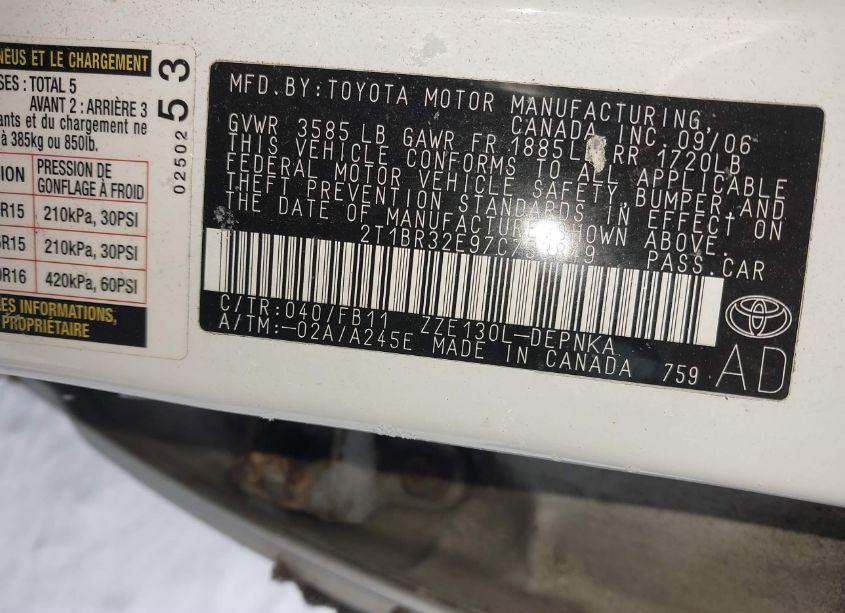 NEUS ET LE CHARGEMENT
SES : TOTAL 5
AVANT 2 : ARRIÈRE 3
ants et du chargement ne
à 385kg ou 850lb.
ION PRESSION DE GONFLAGE À FROID
R15 210kPa, 30PSI
R15 210kPa, 30PSI
0R16 420kPa, 60PSI
ES INFORMATIONS,
PROPRIÉTAIRE
02502
53
MFD. BY: TOYOTA MOTOR MANUFACTURING,
CANADA, INC. 09/06
GVWR 3585 LB GAWR FR 1885L RR 1720LB
THIS VEHICLE CONFORMS TO ALL APPLICABLE
FEDERAL MOTOR VEHICLE SAFETY, BUMPER AND
THEFT PREVENTION STANDARDS IN EFFECT ON
THE DATE OF MANUFACTURE SHOWN ABOVE.
PASS.CAR
C/TR: 040/FB11 ZZE130L-DEPNKA
A/TM:-02A/A245E MADE IN CANADA 759
AD